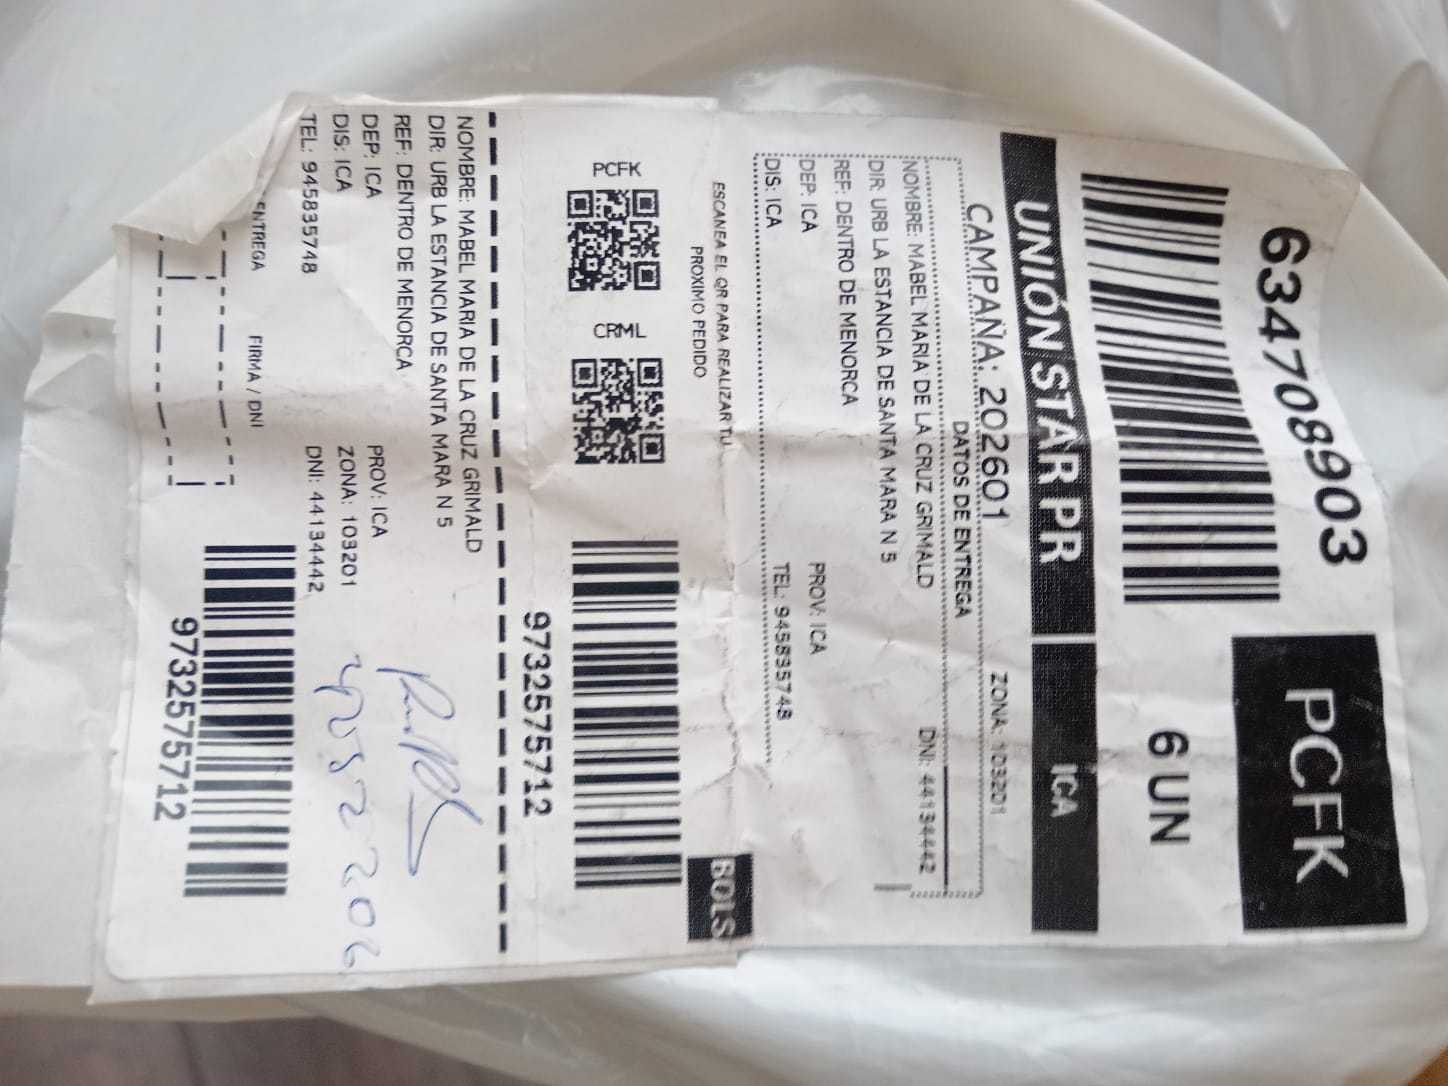 6347708903
PCFK
6 UN
UNIÓN STAR PR
ICA
CAMPAÑA: 202601
ZONA: 103201
DATOS DE ENTREGA
NOMBRE: MABEL MARIA DE LA CRUZ GRIMALD
DNI: 44134442
DIR: URB LA ESTANCIA DE SANTA MARA N 5
REF: DENTRO DE MENORCA
DEP: ICA
PROV: ICA
DIS: ICA
TEL: 945835748
BOLS
ESCANEA EL QR PARA REALIZAR TU
PROXIMO PEDIDO
PCFK
CRML
9732575712
NOMBRE: MABEL MARIA DE LA CRUZ GRIMALD
DIR: URB LA ESTANCIA DE SANTA MARA N 5
REF: DENTRO DE MENORCA
DEP: ICA
PROV: ICA
DIS: ICA
ZONA: 103201
TEL: 945835748
DNI: 44134442
ENTREGA
FIRMA / DNI
9732575712